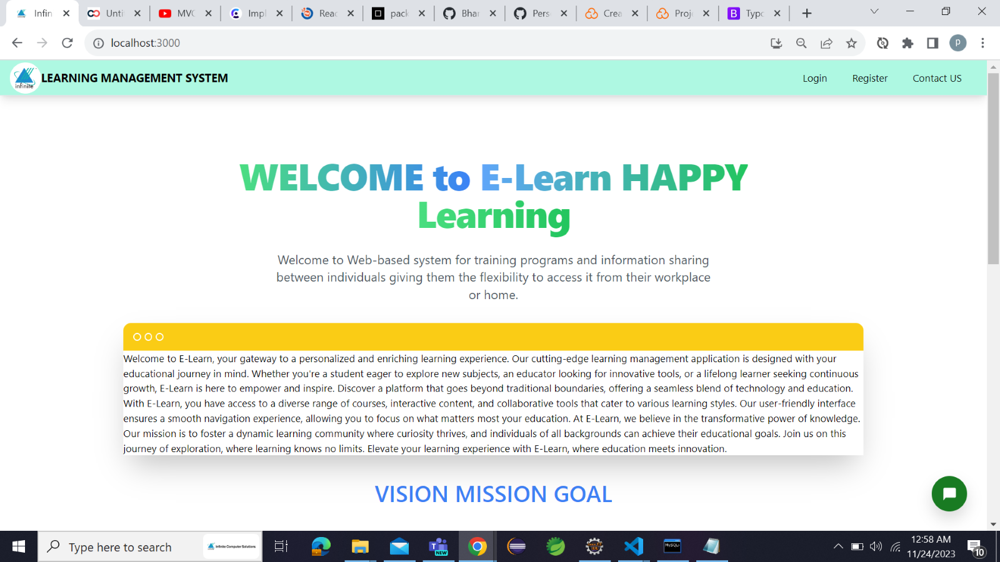 Infin
Unti
MVC
Impl
Reac
pack
Bhar
Pers
Crea
Proje
Typo
localhost:3000
P
infinite
LEARNING MANAGEMENT SYSTEM
Login
Register
Contact US
WELCOME to E-Learn HAPPY
Learning
Welcome to Web-based system for training programs and information sharing
between individuals giving them the flexibility to access it from their workplace
or home.
Welcome to E-Learn, your gateway to a personalized and enriching learning experience. Our cutting-edge learning management application is designed with your
educational journey in mind. Whether you're a student eager to explore new subjects, an educator looking for innovative tools, or a lifelong learner seeking continuous
growth, E-Learn is here to empower and inspire. Discover a platform that goes beyond traditional boundaries, offering a seamless blend of technology and education.
With E-Learn, you have access to a diverse range of courses, interactive content, and collaborative tools that cater to various learning styles. Our user-friendly interface
ensures a smooth navigation experience, allowing you to focus on what matters most your education. At E-Learn, we believe in the transformative power of knowledge.
Our mission is to foster a dynamic learning community where curiosity thrives, and individuals of all backgrounds can achieve their educational goals. Join us on this
journey of exploration, where learning knows no limits. Elevate your learning experience with E-Learn, where education meets innovation.
VISION MISSION GOAL
Type here to search
Infinite Computer Solutions
NEW
MySQL
12:58 AM
11/24/2023
10